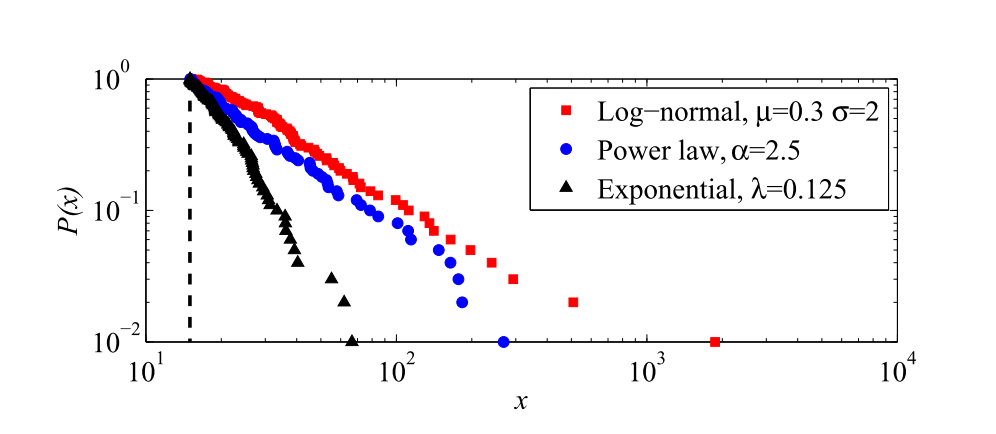 10^0
10^-1
10^-2
P(x)
Log−normal, μ=0.3 σ=2
Power law, α=2.5
Exponential, λ=0.125
10^1 10^2 10^3 10^4
x